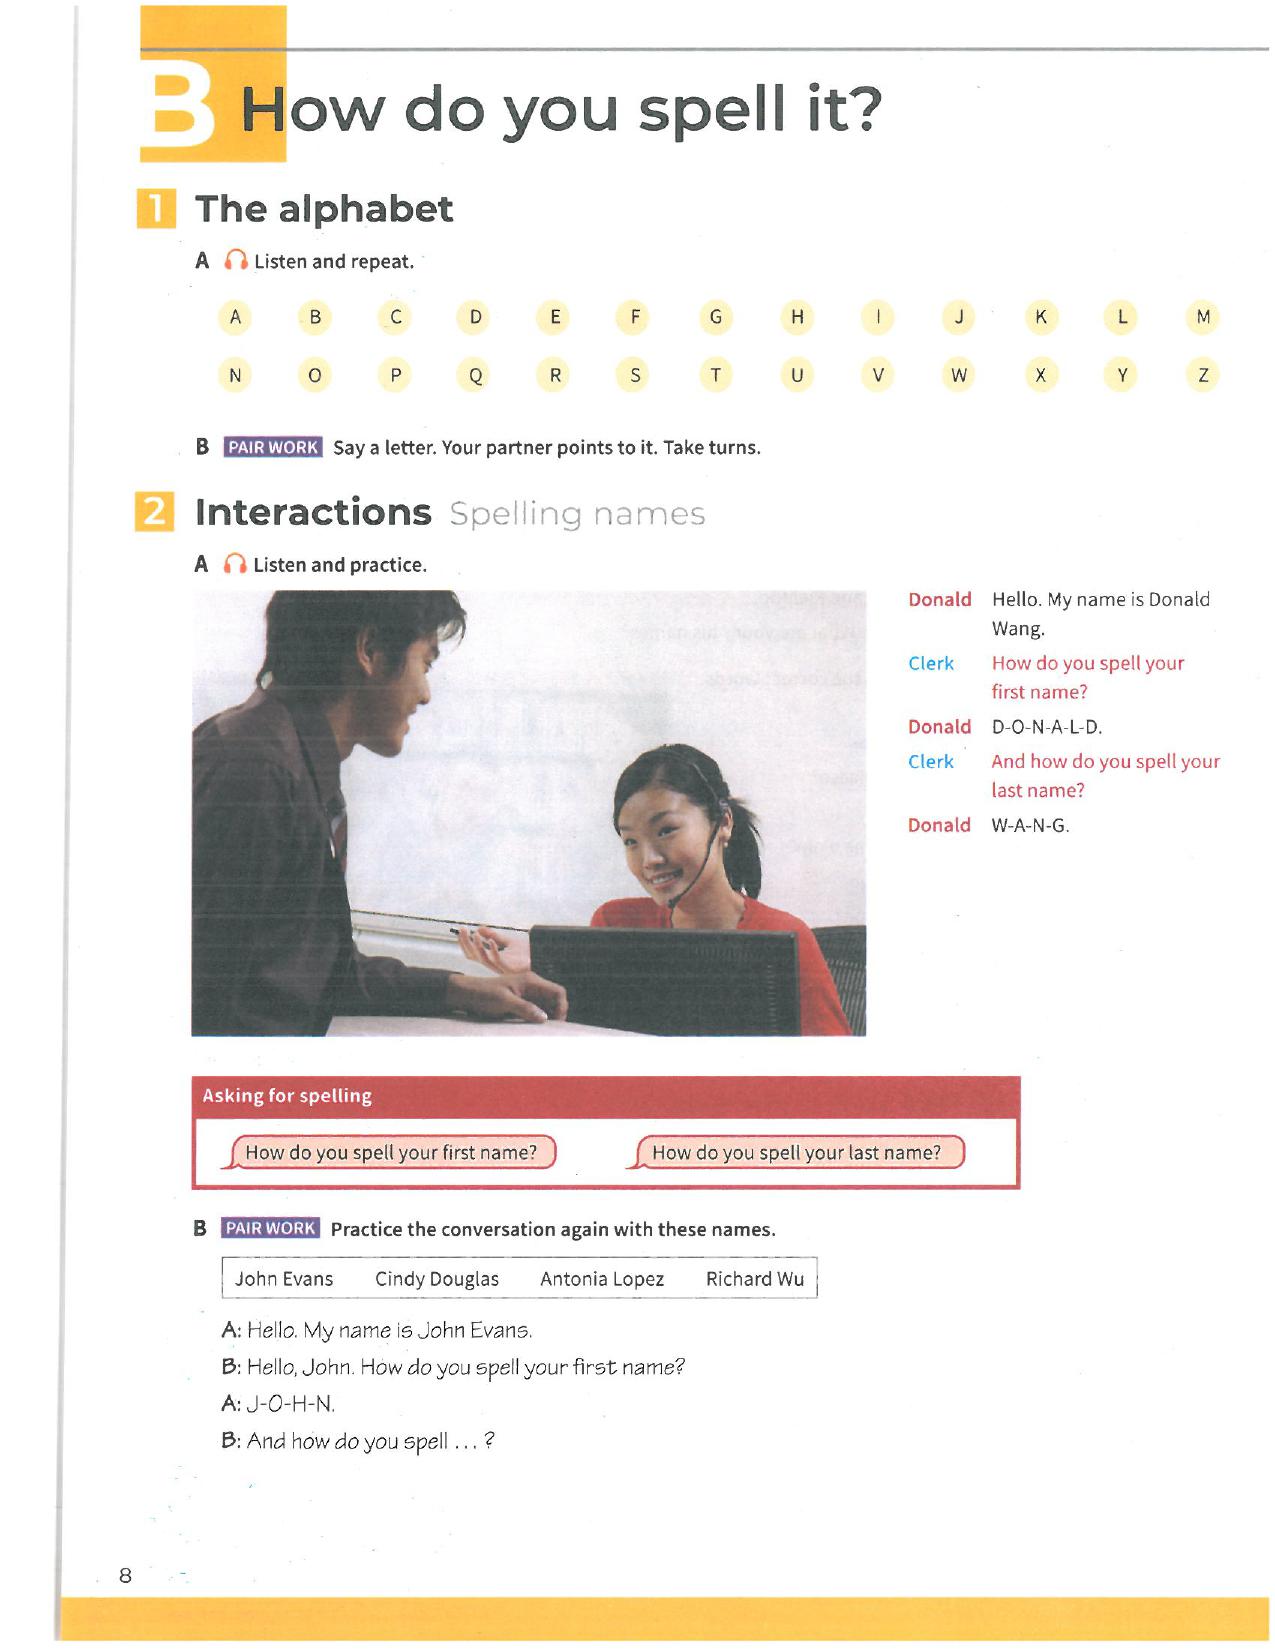 B How do you spell it?
1 The alphabet
A Listen and repeat.
A B C D E F G H I J K L M
N O P Q R S T U V W X Y Z
B PAIR WORK Say a letter. Your partner points to it. Take turns.
2 Interactions Spelling names
A Listen and practice.
Donald Hello. My name is Donald
Wang.
Clerk How do you spell your
first name?
Donald D-O-N-A-L-D.
Clerk And how do you spell your
last name?
Donald W-A-N-G.
Asking for spelling
How do you spell your first name? How do you spell your last name?
B PAIR WORK Practice the conversation again with these names.
John Evans Cindy Douglas Antonia Lopez Richard Wu
A: Hello. My name is John Evans.
B: Hello, John. How do you spell your first name?
A: J-O-H-N.
B: And how do you spell ... ?
8